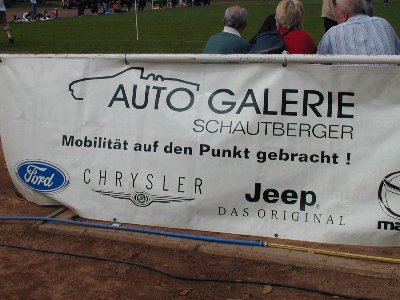 AUTO GALERIE
SCHAUTBERGER
Mobilität auf den Punkt gebracht !
Ford
CHRYSLER
Jeep
DAS ORIGINAL